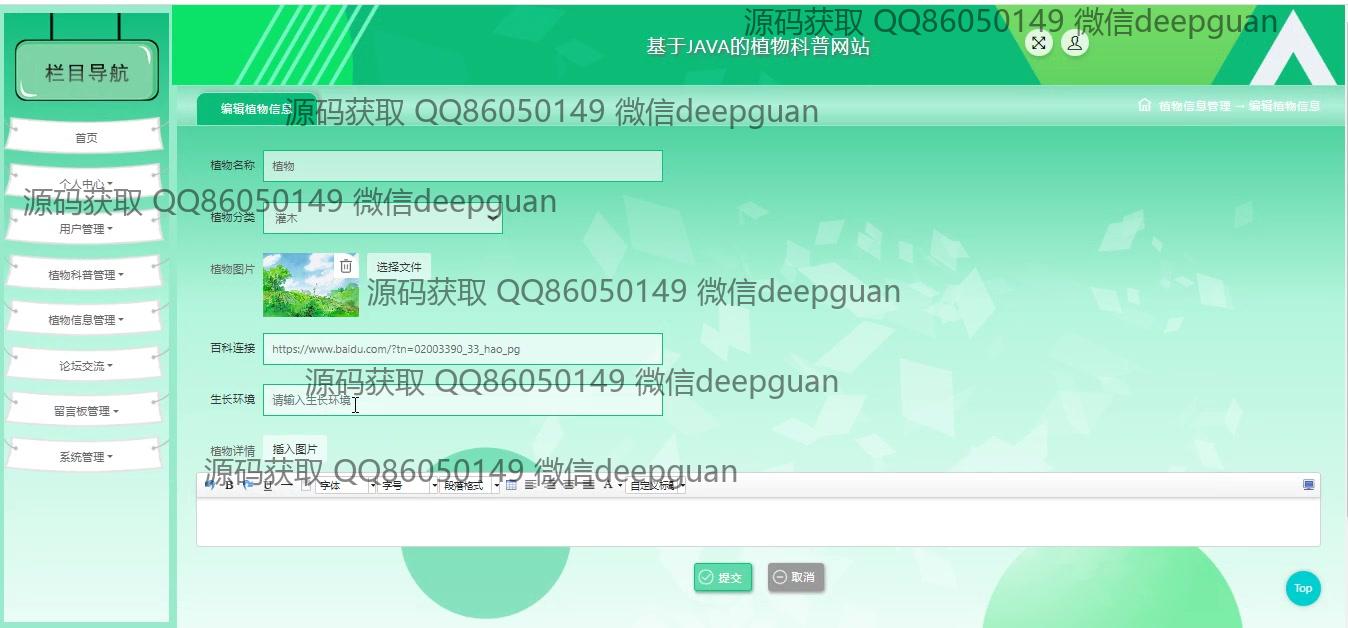 源码获取 QQ86050149 微信deepguan
栏目导航
基于JAVA的植物科普网站
首页
个人中心
用户管理
植物科普管理
植物信息管理
论坛交流
留言板管理
系统管理
编辑植物信息
源码获取 QQ86050149 微信deepguan
植物信息管理 → 编辑植物信息
植物名称 植物
源码获取 QQ86050149 微信deepguan
植物分类 灌木
植物图片 选择文件
源码获取 QQ86050149 微信deepguan
百科连接 https://www.baidu.com/?tn=02003390_33_hao_pg
源码获取 QQ86050149 微信deepguan
生长环境 请输入生长环境
植物详情 插入图片
源码获取 QQ86050149 微信deepguan
B U 字体 字号 段落格式 A 自定义标题
提交 取消
Top